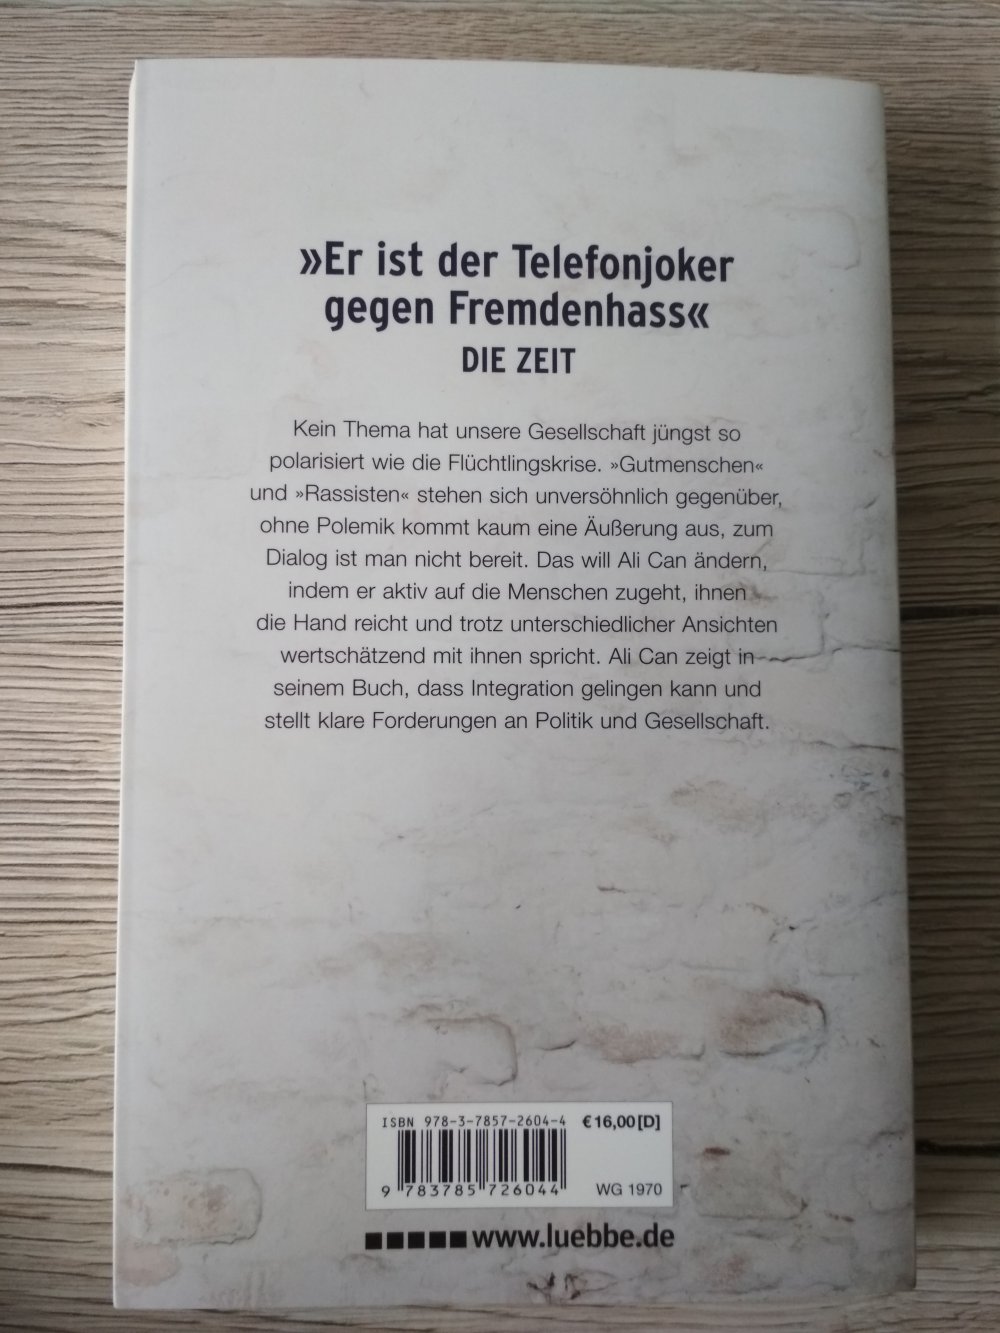 »Er ist der Telefonjoker
gegen Fremdenhass«
DIE ZEIT
Kein Thema hat unsere Gesellschaft jüngst so
polarisiert wie die Flüchtlingskrise. »Gutmenschen«
und »Rassisten« stehen sich unversöhnlich gegenüber,
ohne Polemik kommt kaum eine Äußerung aus, zum
Dialog ist man nicht bereit. Das will Ali Can ändern,
indem er aktiv auf die Menschen zugeht, ihnen
die Hand reicht und trotz unterschiedlicher Ansichten
wertschätzend mit ihnen spricht. Ali Can zeigt in
seinem Buch, dass Integration gelingen kann und
stellt klare Forderungen an Politik und Gesellschaft.
ISBN 978-3-7857-2604-4 € 16,00 [D]
9 783785 726044 WG 1970
www.luebbe.de